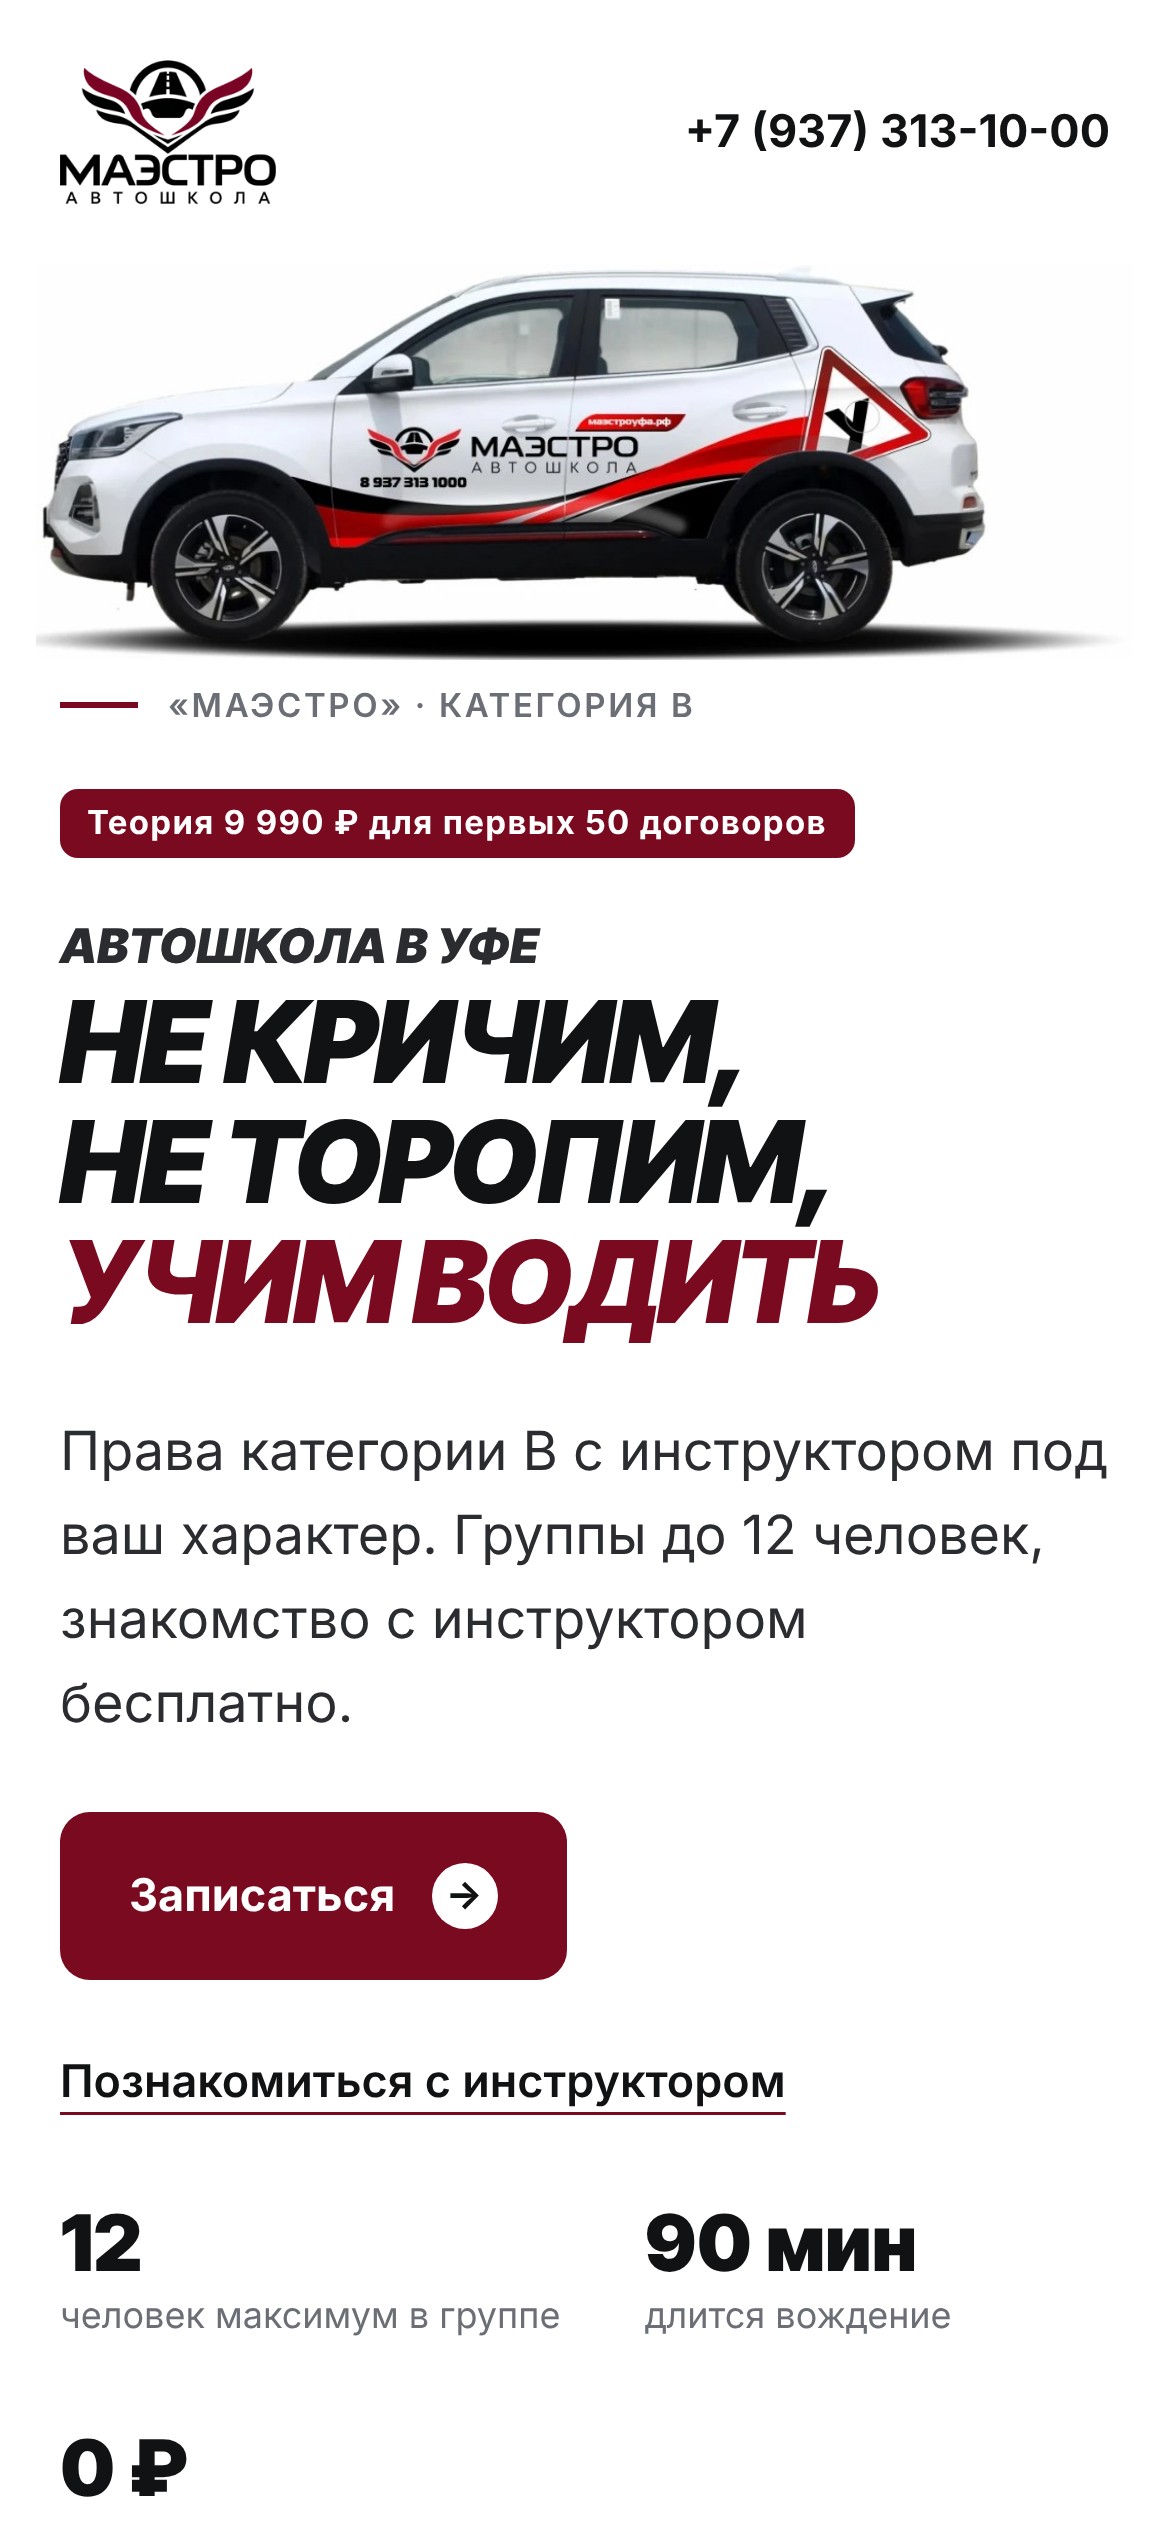 МАЭСТРО
АВТОШКОЛА
+7 (937) 313-10-00
маэстроуфа.рф
МАЭСТРО
АВТОШКОЛА
8 937 313 1000
У
«МАЭСТРО» · КАТЕГОРИЯ В
Теория 9 990 ₽ для первых 50 договоров
АВТОШКОЛА В УФЕ
НЕ КРИЧИМ,
НЕ ТОРОПИМ,
УЧИМ ВОДИТЬ
Права категории В с инструктором под
ваш характер. Группы до 12 человек,
знакомство с инструктором
бесплатно.
Записаться
Познакомиться с инструктором
12
человек максимум в группе
90 мин
длится вождение
0 ₽